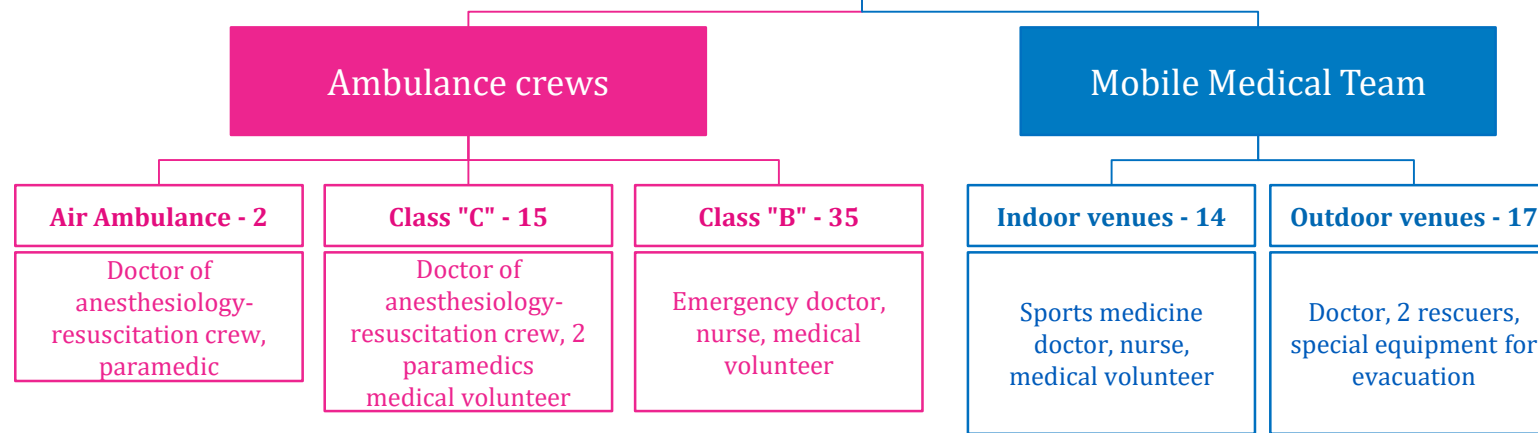 Ambulance crews
Mobile Medical Team
Air Ambulance - 2
Class "C" - 15
Class "B" - 35
Indoor venues - 14
Outdoor venues - 17
Doctor of
anesthesiology-
resuscitation crew,
paramedic
Doctor of
anesthesiology-
resuscitation crew, 2
paramedics
medical volunteer
Emergency doctor,
nurse, medical
volunteer
Sports medicine
doctor, nurse,
medical volunteer
Doctor, 2 rescuers,
special equipment for
evacuation